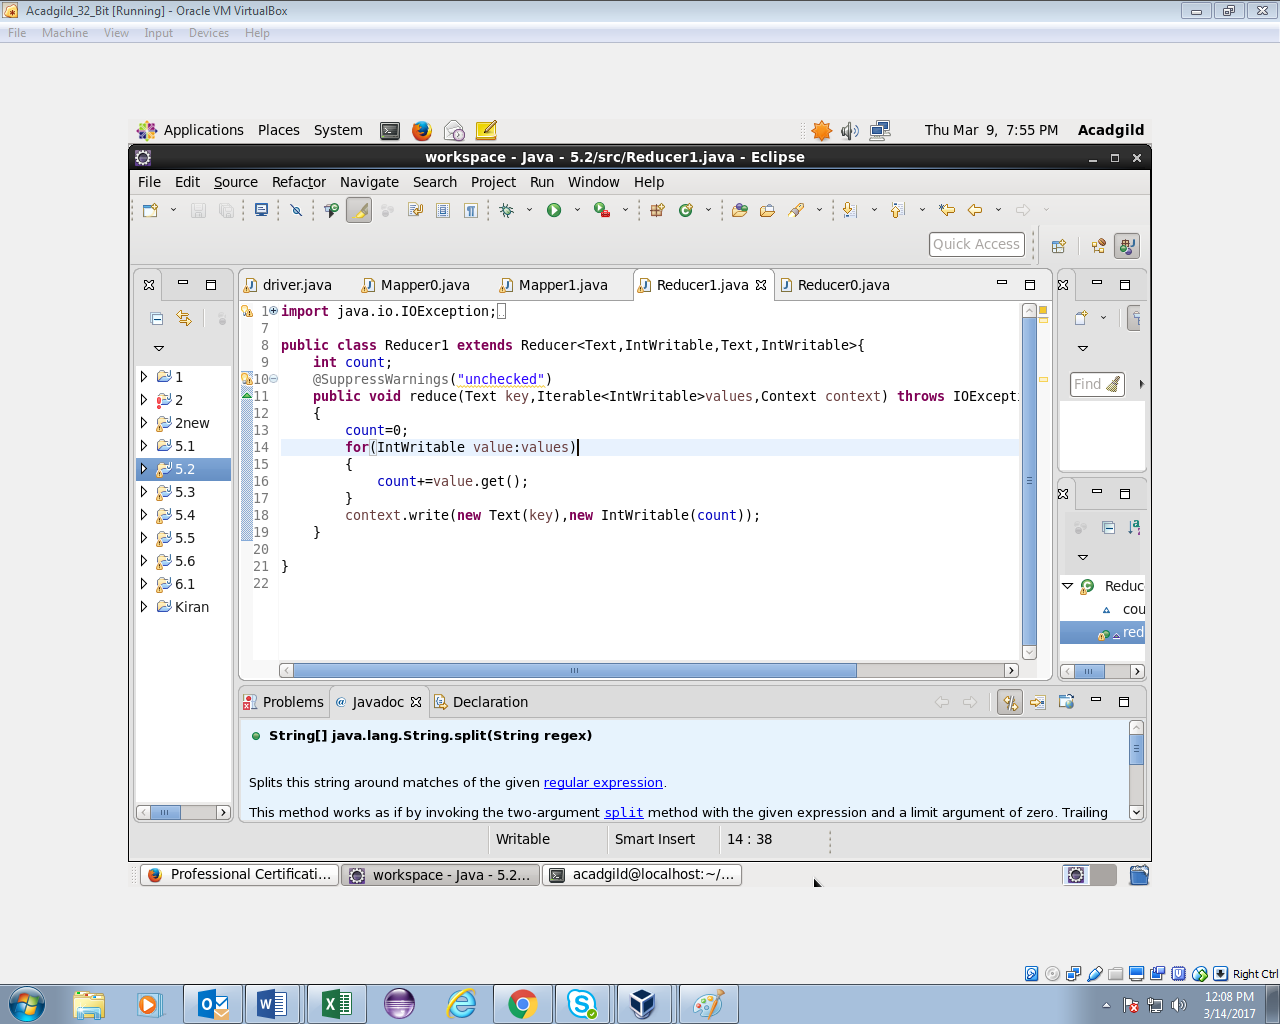 Acadgild_32_Bit [Running] - Oracle VM VirtualBox
File Machine View Input Devices Help
Applications Places System Thu Mar 9, 7:55 PM Acadgild
workspace - Java - 5.2/src/Reducer1.java - Eclipse
File Edit Source Refactor Navigate Search Project Run Window Help
Quick Access
driver.java Mapper0.java Mapper1.java Reducer1.java Reducer0.java
1 import java.io.IOException;
7
8 public class Reducer1 extends Reducer<Text,IntWritable,Text,IntWritable>{
9 int count;
10 @SuppressWarnings("unchecked")
11 public void reduce(Text key,Iterable<IntWritable>values,Context context) throws IOExcepti
12 {
13 count=0;
14 for(IntWritable value:values)
15 {
16 count+=value.get();
17 }
18 context.write(new Text(key),new IntWritable(count));
19 }
20
21 }
22
1
2
2new
5.1
5.2
5.3
5.4
5.5
5.6
6.1
Kiran
Find
Reduc
cou
red
Problems Javadoc Declaration
String[] java.lang.String.split(String regex)
Splits this string around matches of the given regular expression.
This method works as if by invoking the two-argument split method with the given expression and a limit argument of zero. Trailing
Writable Smart Insert 14 : 38
Professional Certificati... workspace - Java - 5.2... acadgild@localhost:~/...
Right Ctrl
12:08 PM
3/14/2017